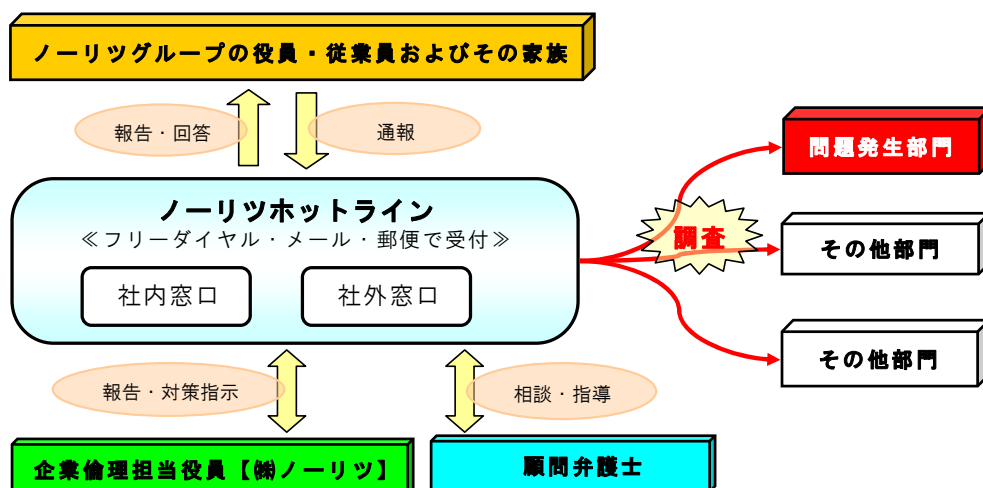 ノーリツグループの役員・従業員およびその家族
報告・回答
通報
問題発生部門
ノーリツホットライン
≪フリーダイヤル・メール・郵便で受付≫
調査
その他部門
社内窓口
社外窓口
その他部門
報告・対策指示
相談・指導
企業倫理担当役員【㈱ノーリツ】
顧問弁護士